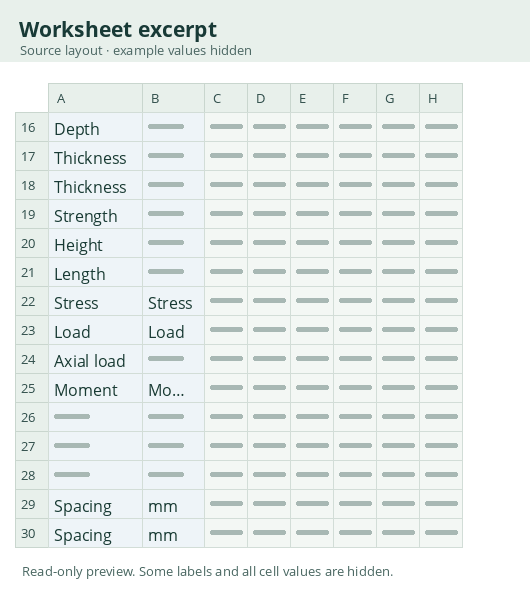 Worksheet excerpt
Source layout · example values hidden
A B C D E F G H
16 Depth
17 Thickness
18 Thickness
19 Strength
20 Height
21 Length
22 Stress Stress
23 Load Load
24 Axial load
25 Moment Mo...
26
27
28
29 Spacing mm
30 Spacing mm
Read-only preview. Some labels and all cell values are hidden.